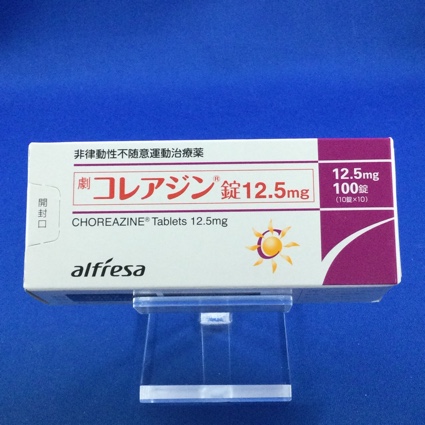 非律動性不随意運動治療薬
劇 コレアジン®錠12.5mg
CHOREAZINE® Tablets 12.5mg
alfresa
12.5mg
100錠
(10錠×10)
開封口